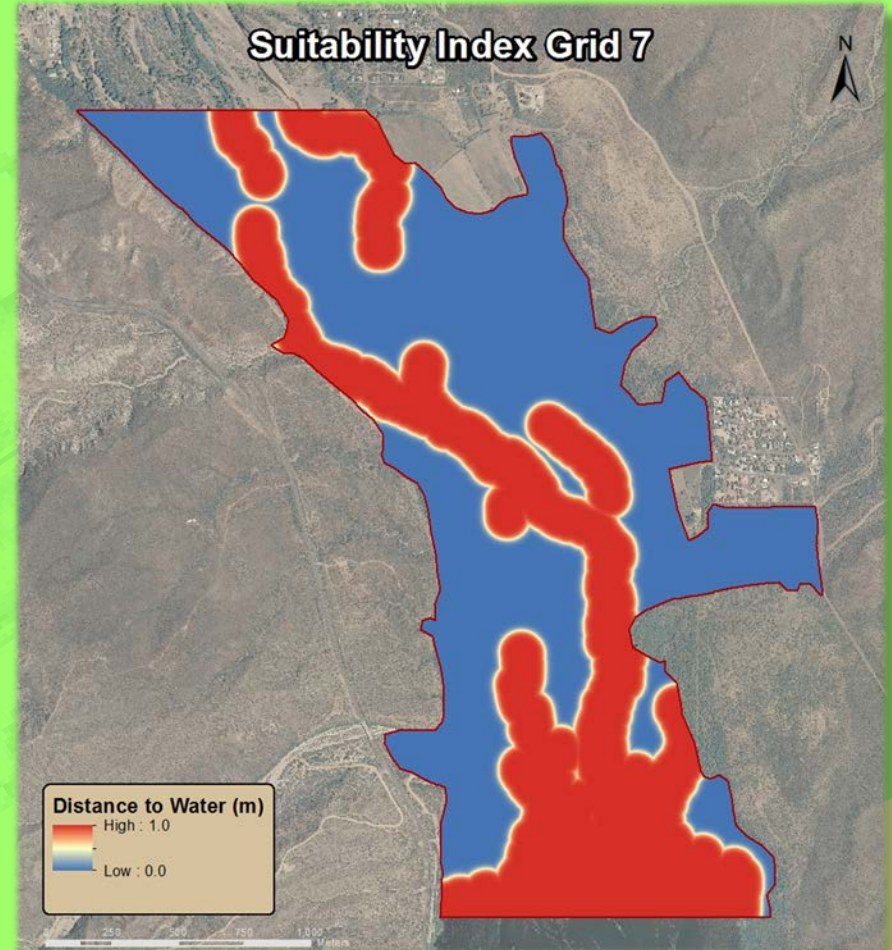 Suitability Index Grid 7
N
Distance to Water (m)
High : 1.0
Low : 0.0
0 250 500 750 1,000
Meters